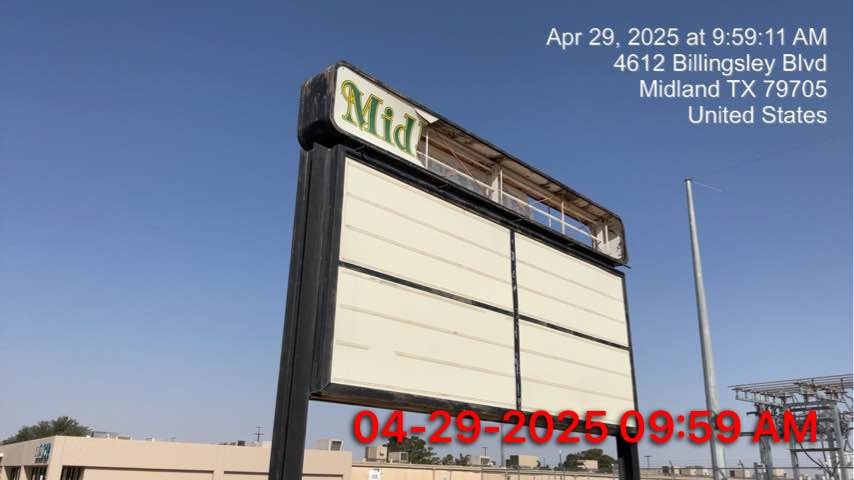 Apr 29, 2025 at 9:59:11 AM
4612 Billingsley Blvd
Midland TX 79705
United States
Mid
04-29-2025 09:59 AM